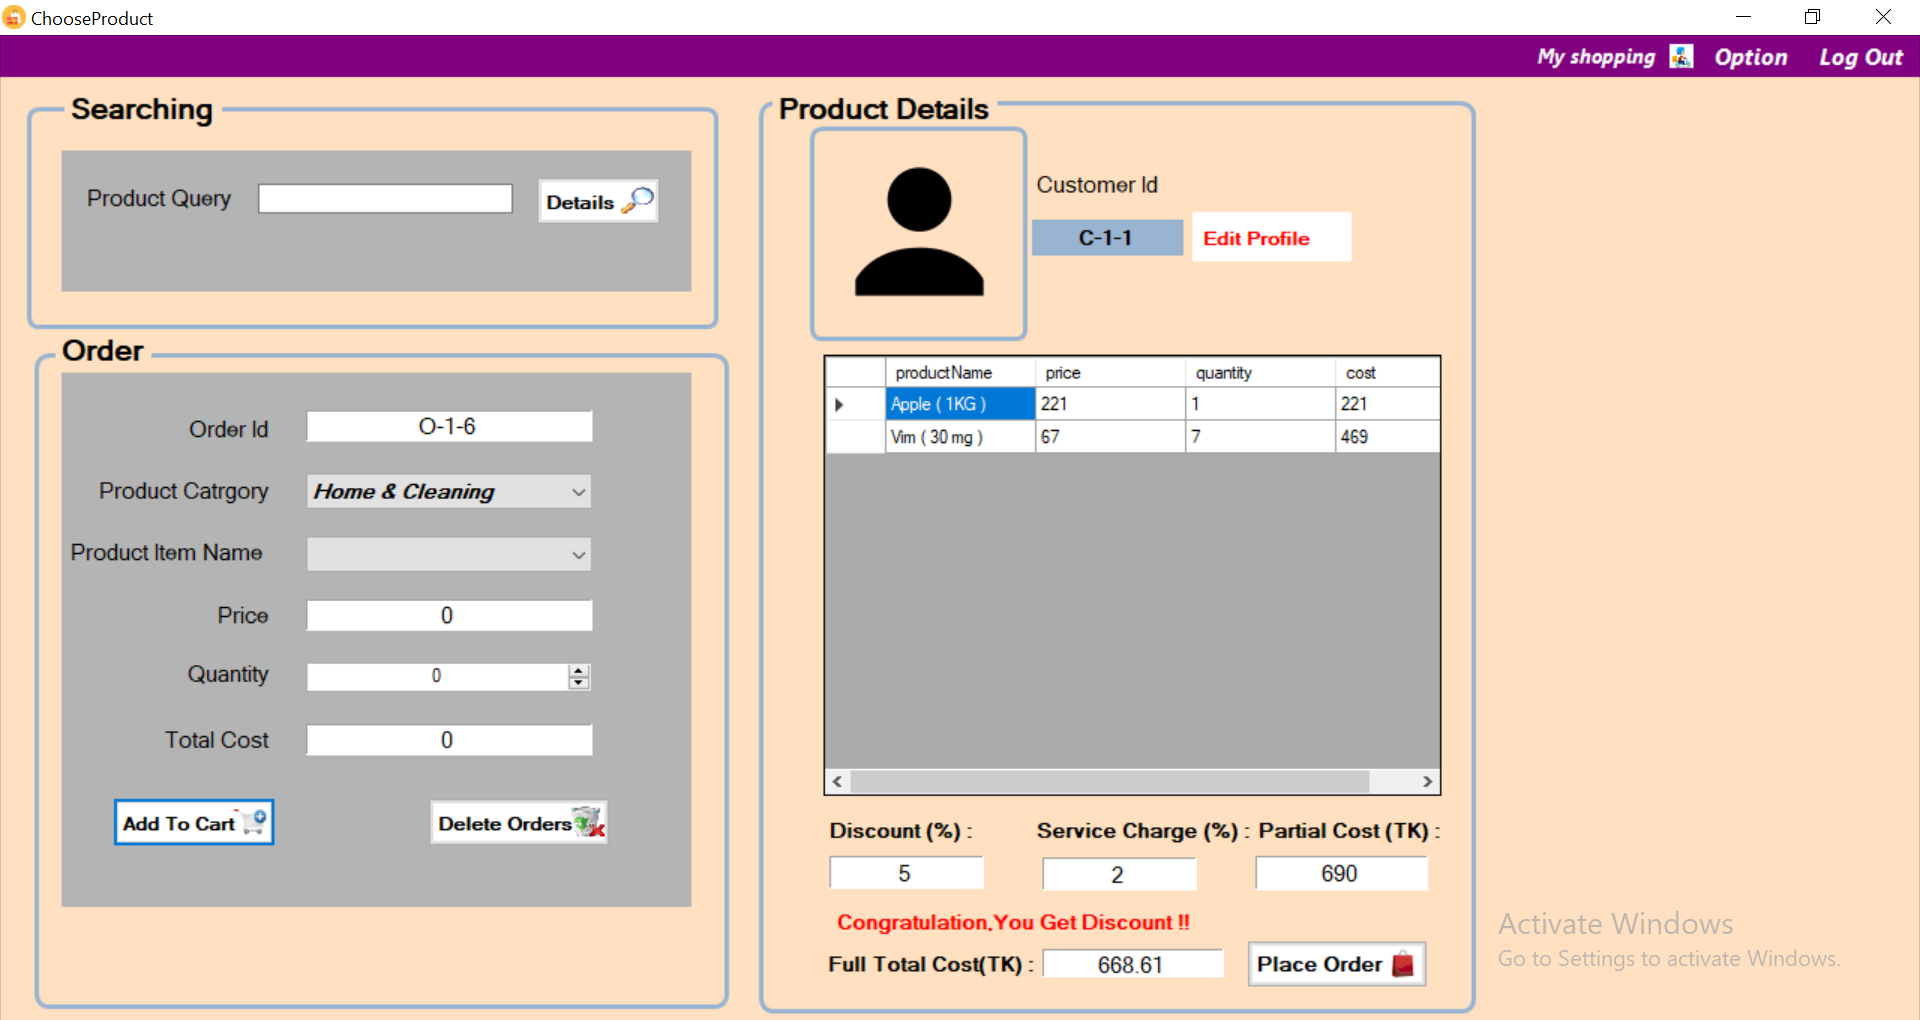 ChooseProduct
My shopping Option Log Out
Searching
Product Query
Details
Order
Order Id O-1-6
Product Catrgory Home & Cleaning
Product Item Name
Price 0
Quantity 0
Total Cost 0
Add To Cart Delete Orders
Product Details
Customer Id
C-1-1 Edit Profile
productName price quantity cost
Apple ( 1KG ) 221 1 221
Vim ( 30 mg ) 67 7 469
Discount (%) : Service Charge (%) : Partial Cost (TK) :
5 2 690
Congratulation,You Get Discount !!
Full Total Cost(TK) : 668.61 Place Order
Activate Windows
Go to Settings to activate Windows.